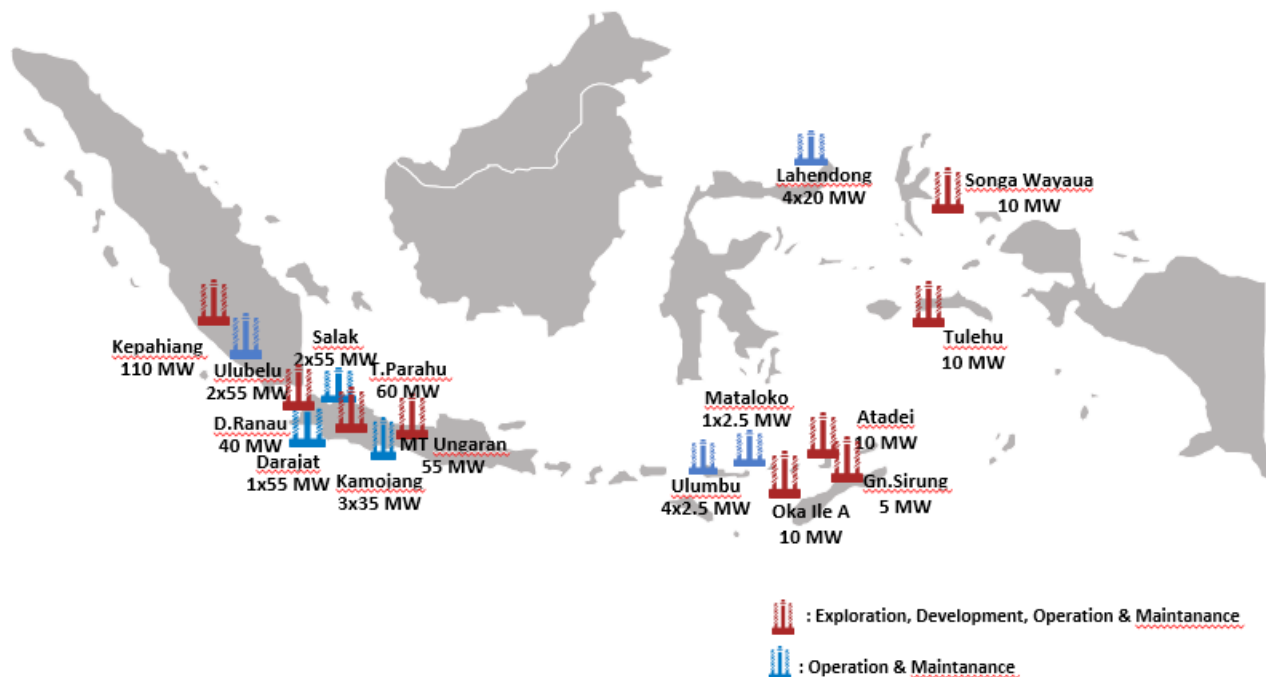 Lahendong
4x20 MW
Songa Wayaua
10 MW
Kepahiang
110 MW
Ulubelu
2x55 MW
Salak
2x55 MW
T.Parahu
60 MW
Tulehu
10 MW
D.Ranau
40 MW
Darajat
1x55 MW
Kamojang
3x35 MW
MT Ungaran
55 MW
Mataloko
1x2.5 MW
Ulumbu
4x2.5 MW
Atadei
10 MW
Gn.Sirung
5 MW
Oka Ile A
10 MW
: Exploration, Development, Operation & Maintanance
: Operation & Maintanance